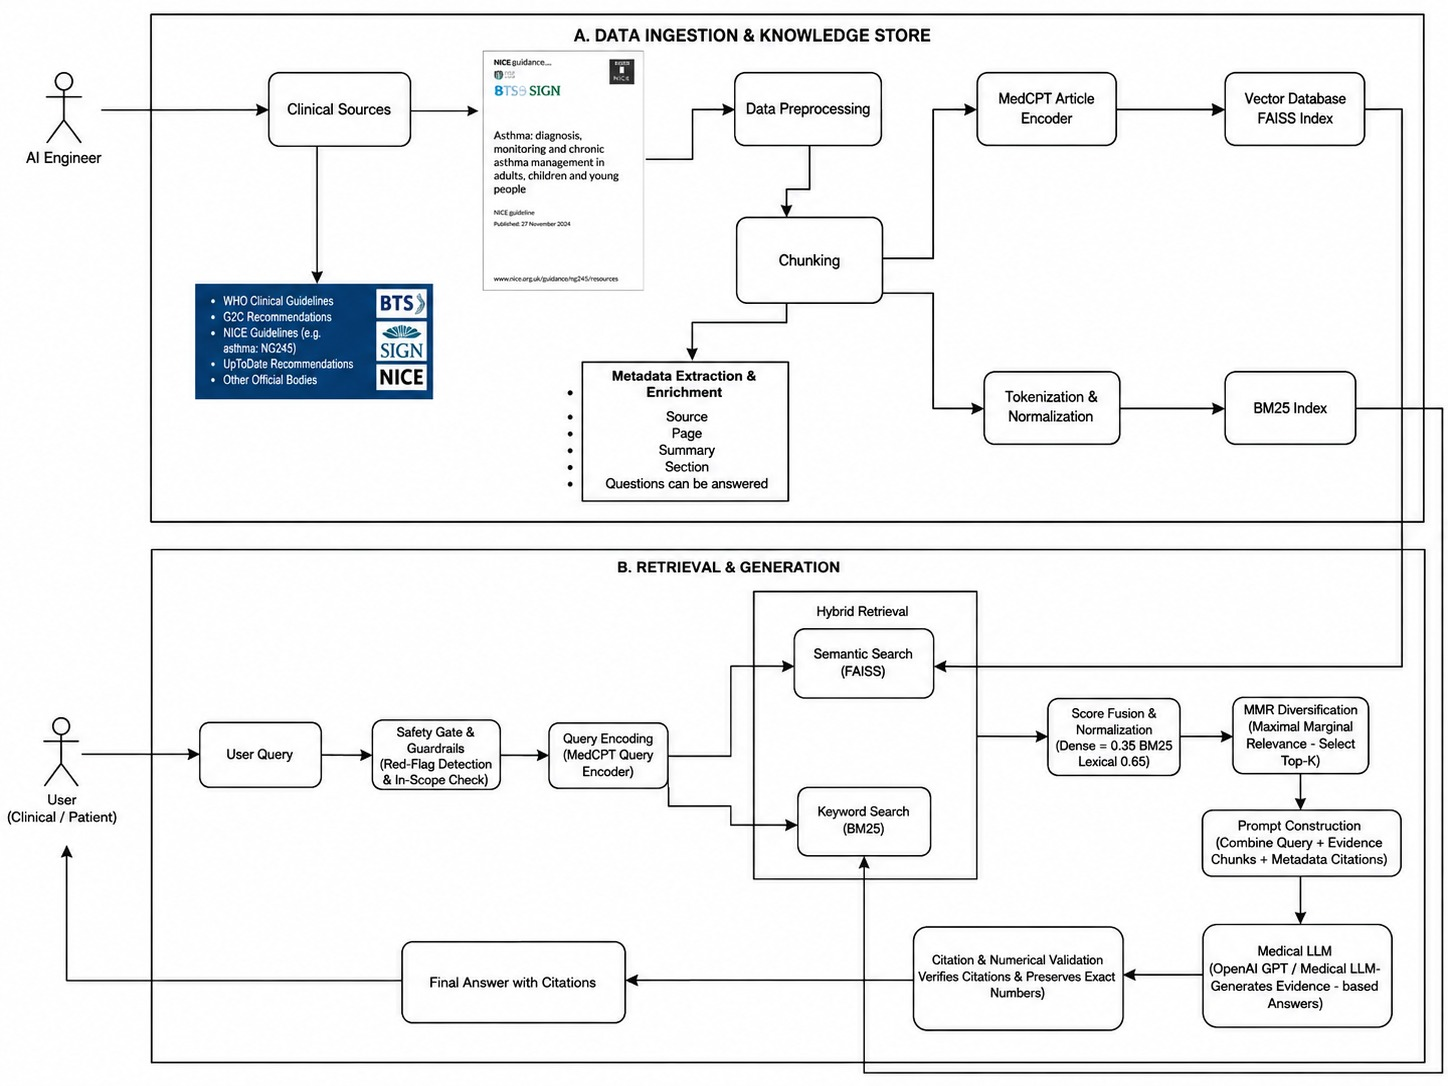 A. DATA INGESTION & KNOWLEDGE STORE
AI Engineer
Clinical Sources
NICE guidance....
NICE
BTS SIGN
Asthma: diagnosis,
monitoring and chronic
asthma management in
adults, children and young
people
NICE guideline
Published: 27 November 2024
www.nice.org.uk/guidance/ng245/resources
Data Preprocessing
MedCPT Article
Encoder
Vector Database
FAISS Index
Chunking
• WHO Clinical Guidelines
• G2C Recommendations
• NICE Guidelines (e.g.
asthma: NG245)
• UpToDate Recommendations
• Other Official Bodies
BTS
SIGN
NICE
• Metadata Extraction &
Enrichment
• Source
• Page
• Summary
• Section
• Questions can be answered
Tokenization &
Normalization
BM25 Index
B. RETRIEVAL & GENERATION
Hybrid Retrieval
Semantic Search
(FAISS)
User
(Clinical / Patient)
User Query
Safety Gate &
Guardrails
(Red-Flag Detection
& In-Scope Check)
Query Encoding
(MedCPT Query
Encoder)
Keyword Search
(BM25)
Score Fusion &
Normalization
(Dense = 0.35 BM25
Lexical 0.65)
MMR Diversification
(Maximal Marginal
Relevance - Select
Top-K)
Prompt Construction
(Combine Query + Evidence
Chunks + Metadata Citations)
Medical LLM
(OpenAI GPT / Medical LLM-
Generates Evidence - based
Answers)
Citation & Numerical Validation
Verifies Citations & Preserves Exact
Numbers)
Final Answer with Citations